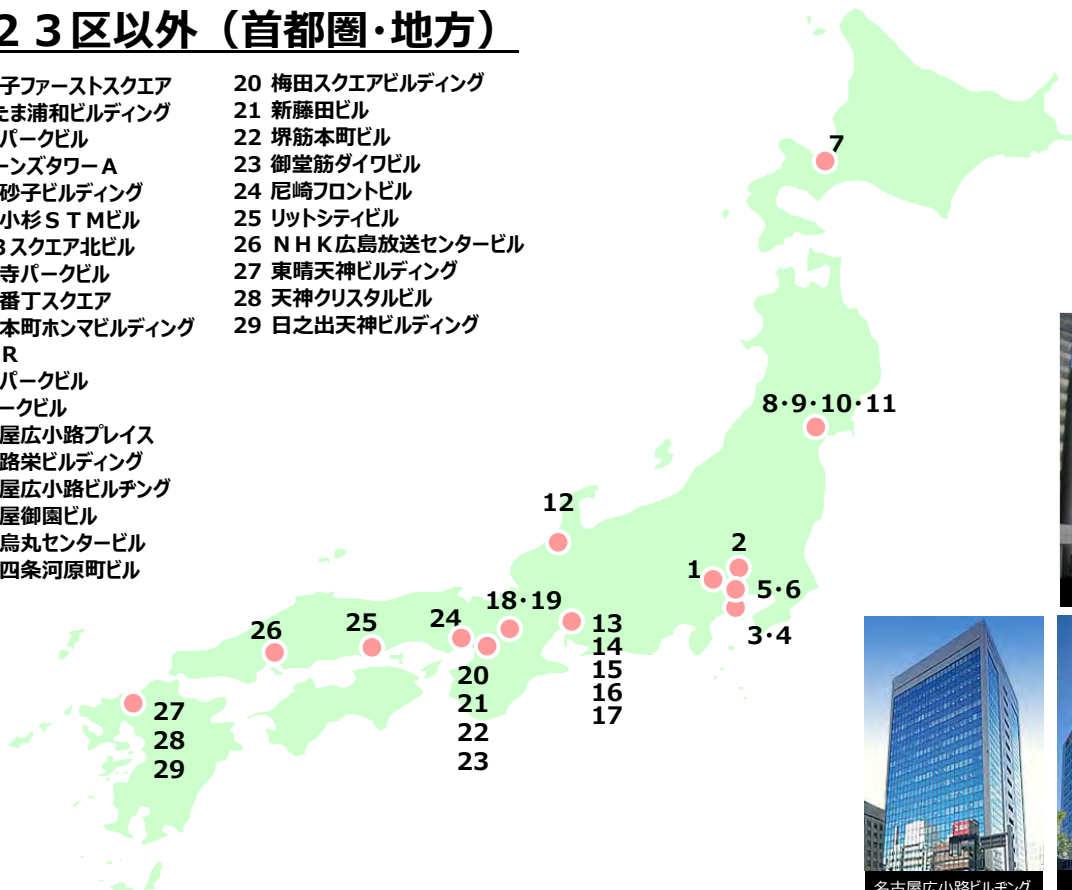 ２３区以外（首都圏・地方）
子ファーストスクエア
たま浦和ビルディング
パークビル
ーンズタワーＡ
砂子ビルディング
小杉ＳＴＭビル
３スクエア北ビル
寺パークビル
番丁スクエア
本町ホンマビルディング
Ｒ
パークビル
ークビル
屋広小路プレイス
路栄ビルディング
屋広小路ビルヂング
屋御園ビル
烏丸センタービル
四条河原町ビル
20 梅田スクエアビルディング
21 新藤田ビル
22 堺筋本町ビル
23 御堂筋ダイワビル
24 尼崎フロントビル
25 リットシティビル
26 ＮＨＫ広島放送センタービル
27 東晴天神ビルディング
28 天神クリスタルビル
29 日之出天神ビルディング
7
8・9・10・11
12
2
1
5・6
3・4
18・19
13
14
15
16
17
24
25
26
20
21
22
23
27
28
29
名古屋広小路ビルヂング